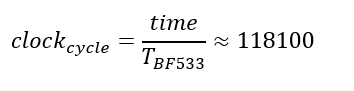 clock_cycle = time / T_BF533 ≈ 118100